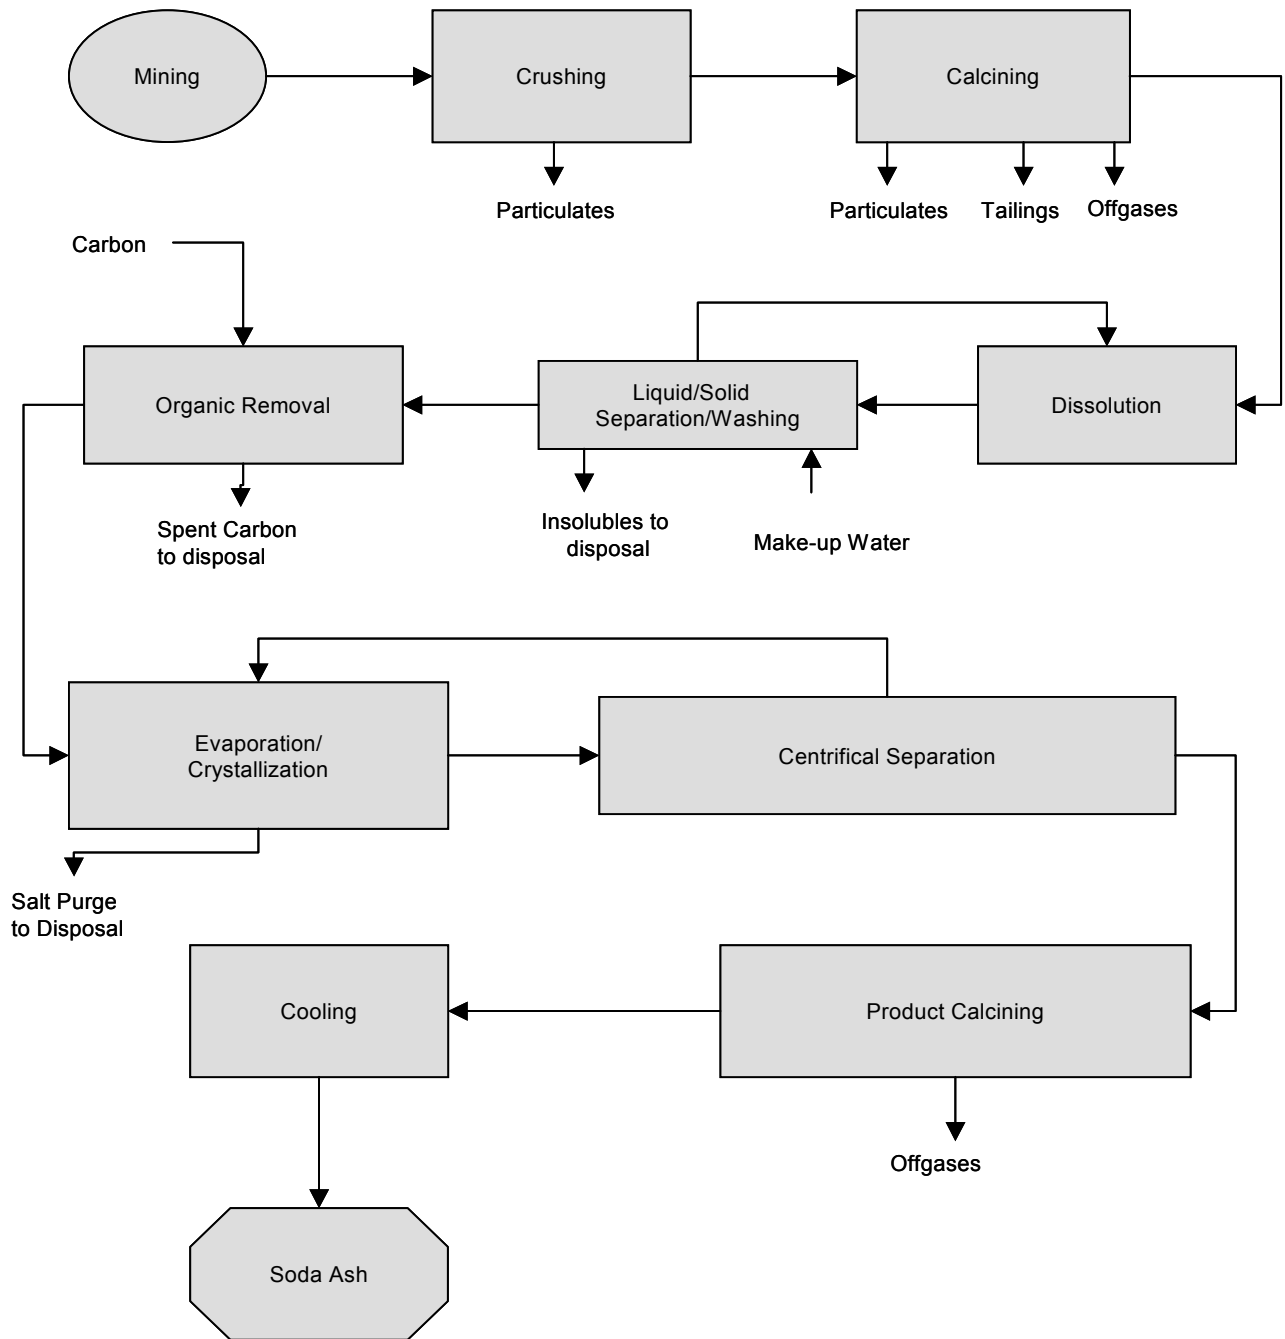 Mining
Crushing
Calcining
Particulates
Particulates
Tailings
Offgases
Carbon
Organic Removal
Liquid/Solid
Separation/Washing
Dissolution
Spent Carbon
to disposal
Insolubles to
disposal
Make-up Water
Evaporation/
Crystallization
Centrifical Separation
Salt Purge
to Disposal
Cooling
Product Calcining
Offgases
Soda Ash